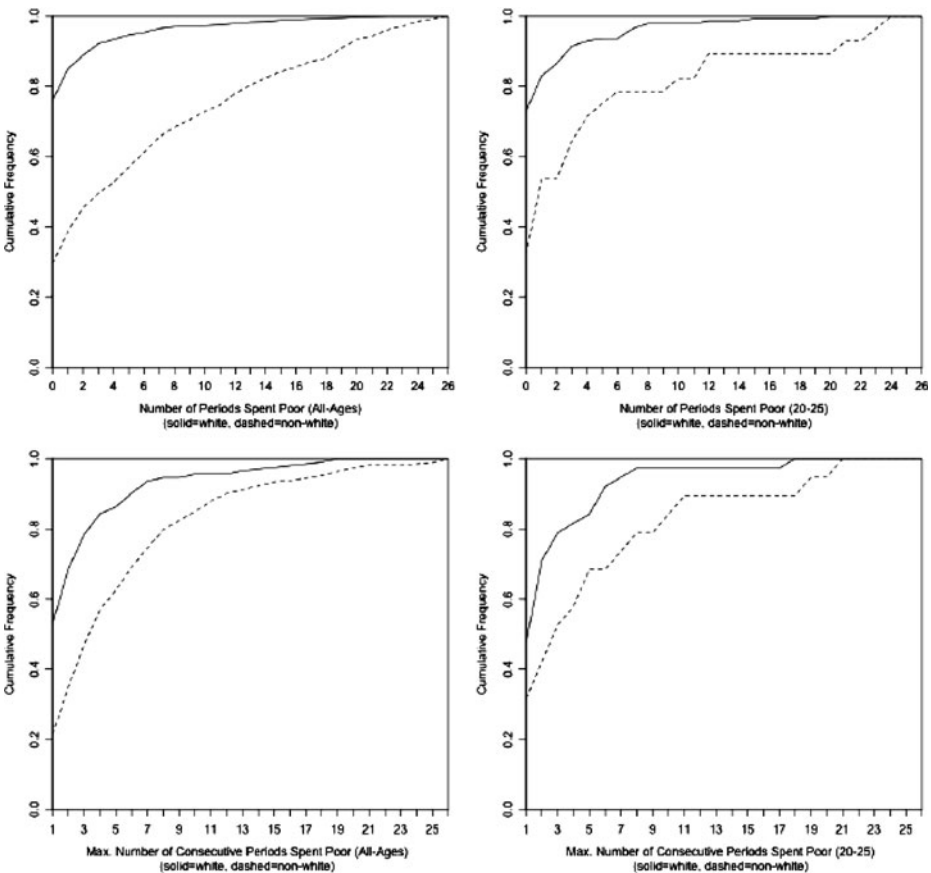 Cumulative Frequency
1.0
0.8
0.6
0.4
0.2
0.0
0 2 4 6 8 10 12 14 16 18 20 22 24 26
Number of Periods Spent Poor (All-Ages)
(solid=white, dashed=non-white)
Cumulative Frequency
1.0
0.8
0.6
0.4
0.2
0.0
0 2 4 6 8 10 12 14 16 18 20 22 24 26
Number of Periods Spent Poor (20-25)
(solid=white, dashed=non-white)
Cumulative Frequency
1.0
0.8
0.6
0.4
0.2
0.0
1 3 5 7 9 11 13 15 17 19 21 23 25
Max. Number of Consecutive Periods Spent Poor (All-Ages)
(solid=white, dashed=non-white)
Cumulative Frequency
1.0
0.8
0.6
0.4
0.2
0.0
1 3 5 7 9 11 13 15 17 19 21 23 25
Max. Number of Consecutive Periods Spent Poor (20-25)
(solid=white, dashed=non-white)